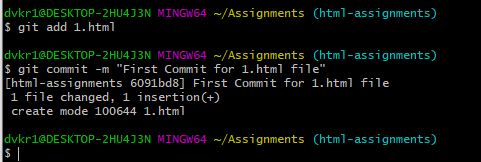 dvkr1@DESKTOP-2HU4J3N MINGW64 ~/Assignments (html-assignments)
$ git add 1.html
dvkr1@DESKTOP-2HU4J3N MINGW64 ~/Assignments (html-assignments)
$ git commit -m "First Commit for 1.html file"
[html-assignments 6091bd8] First Commit for 1.html file
 1 file changed, 1 insertion(+)
 create mode 100644 1.html
dvkr1@DESKTOP-2HU4J3N MINGW64 ~/Assignments (html-assignments)
$